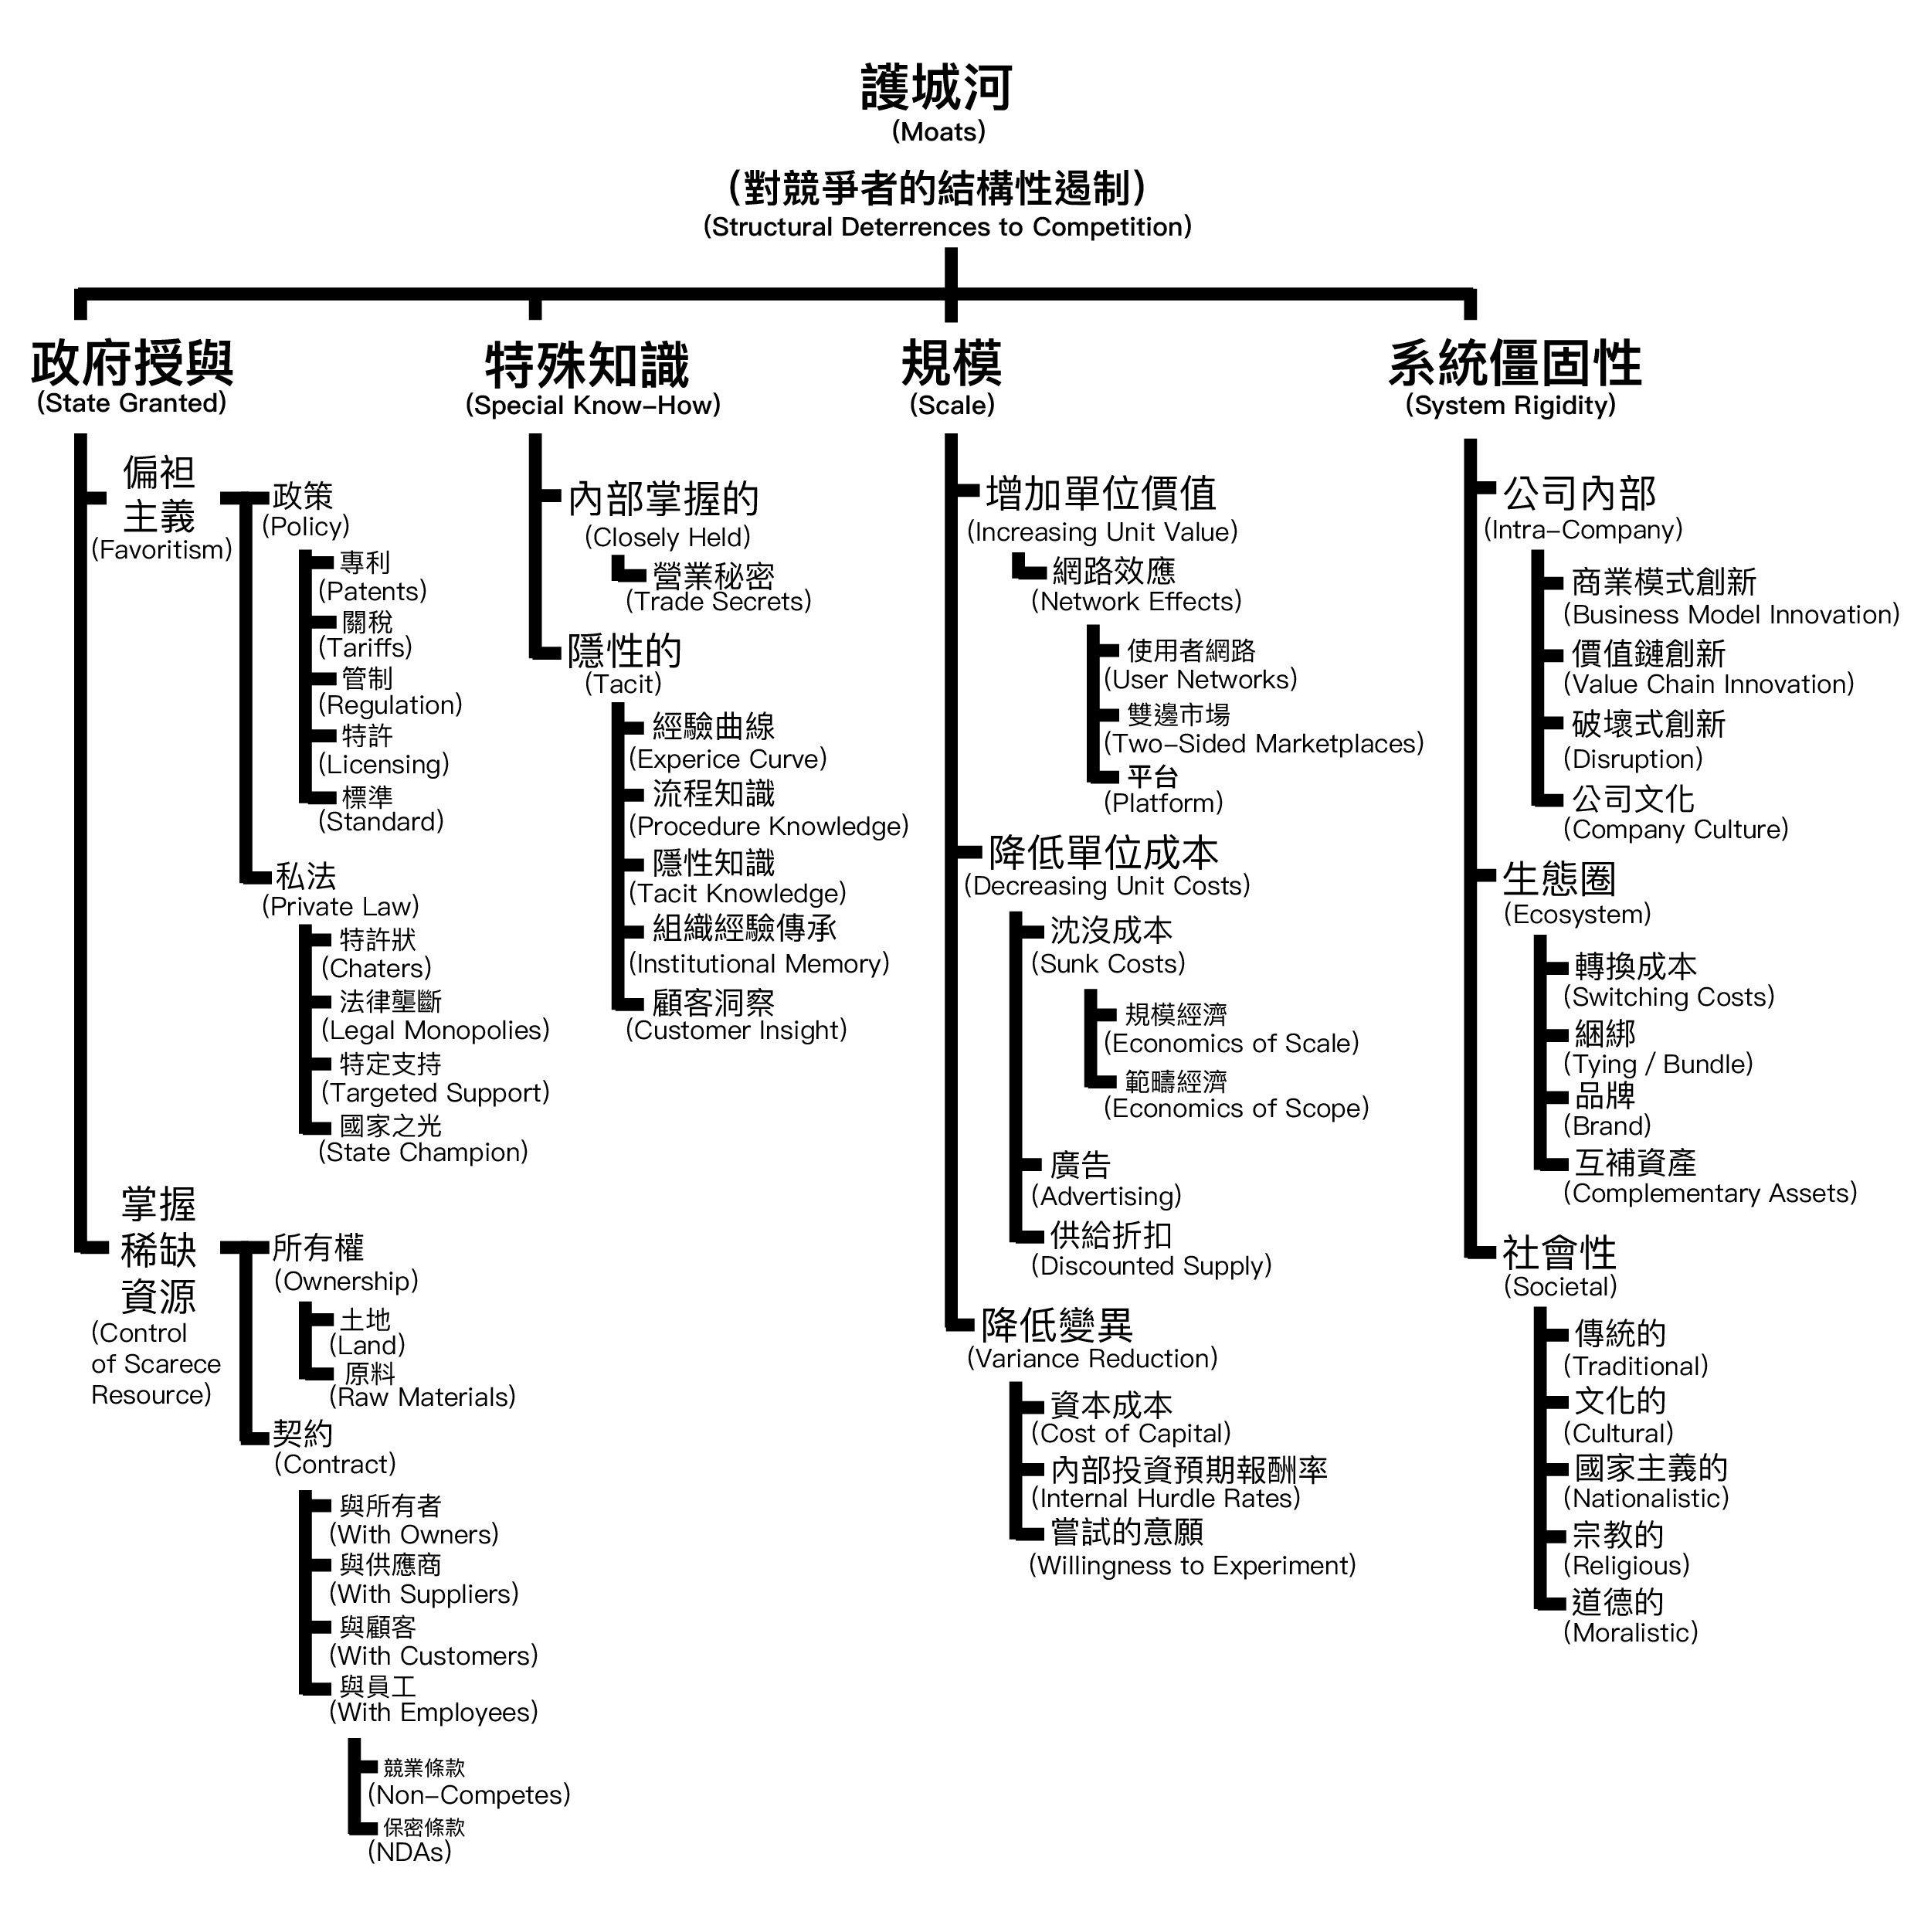 護城河
(Moats)
(對競爭者的結構性遏制)
(Structural Deterrences to Competition)
政府授與
(State Granted)
偏袒
主義
(Favoritism)
政策
(Policy)
專利
(Patents)
關稅
(Tariffs)
管制
(Regulation)
特許
(Licensing)
標準
(Standard)
私法
(Private Law)
特許狀
(Chaters)
法律壟斷
(Legal Monopolies)
特定支持
(Targeted Support)
國家之光
(State Champion)
掌握
稀缺
資源
(Control
of Scarece
Resource)
所有權
(Ownership)
土地
(Land)
原料
(Raw Materials)
契約
(Contract)
與所有者
(With Owners)
與供應商
(With Suppliers)
與顧客
(With Customers)
與員工
(With Employees)
競業條款
(Non-Competes)
保密條款
(NDAs)
特殊知識
(Special Know-How)
內部掌握的
(Closely Held)
營業秘密
(Trade Secrets)
隱性的
(Tacit)
經驗曲線
(Experice Curve)
流程知識
(Procedure Knowledge)
隱性知識
(Tacit Knowledge)
組織經驗傳承
(Institutional Memory)
顧客洞察
(Customer Insight)
規模
(Scale)
增加單位價值
(Increasing Unit Value)
網路效應
(Network Effects)
使用者網路
(User Networks)
雙邊市場
(Two-Sided Marketplaces)
平台
(Platform)
降低單位成本
(Decreasing Unit Costs)
沈沒成本
(Sunk Costs)
規模經濟
(Economics of Scale)
範疇經濟
(Economics of Scope)
廣告
(Advertising)
供給折扣
(Discounted Supply)
降低變異
(Variance Reduction)
資本成本
(Cost of Capital)
內部投資預期報酬率
(Internal Hurdle Rates)
嘗試的意願
(Willingness to Experiment)
系統僵固性
(System Rigidity)
公司內部
(Intra-Company)
商業模式創新
(Business Model Innovation)
價值鏈創新
(Value Chain Innovation)
破壞式創新
(Disruption)
公司文化
(Company Culture)
生態圈
(Ecosystem)
轉換成本
(Switching Costs)
綑綁
(Tying / Bundle)
品牌
(Brand)
互補資產
(Complementary Assets)
社會性
(Societal)
傳統的
(Traditional)
文化的
(Cultural)
國家主義的
(Nationalistic)
宗教的
(Religious)
道德的
(Moralistic)